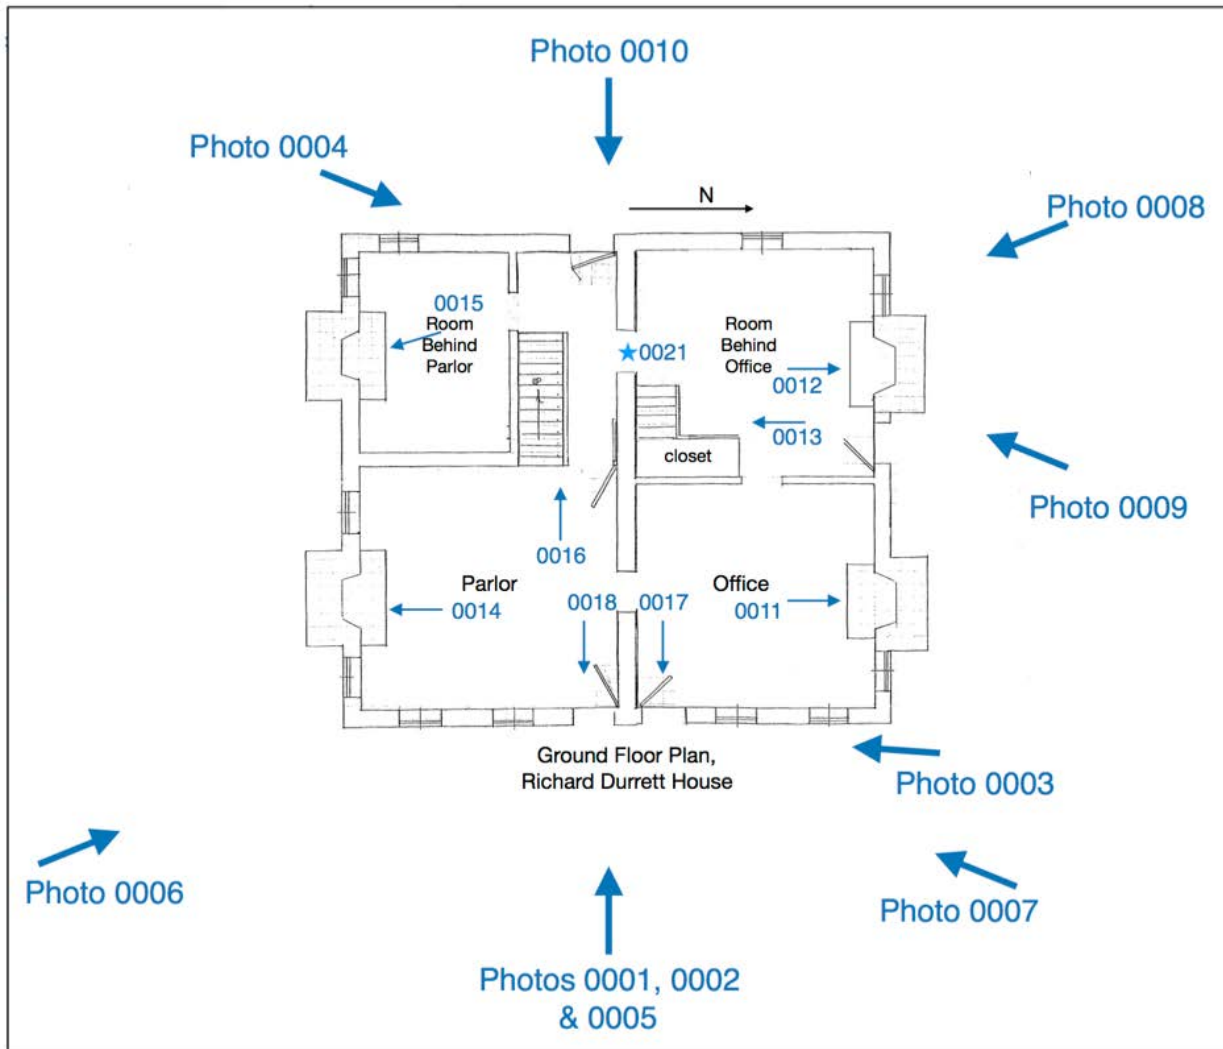 Photo 0010
Photo 0004
N
Photo 0008
0015
Room
Behind
Parlor
0021
Room
Behind
Office
0012
0013
closet
Photo 0009
0016
Parlor
Office
0014
0018
0017
0011
Ground Floor Plan,
Richard Durrett House
Photo 0003
Photo 0006
Photo 0007
Photos 0001, 0002
& 0005